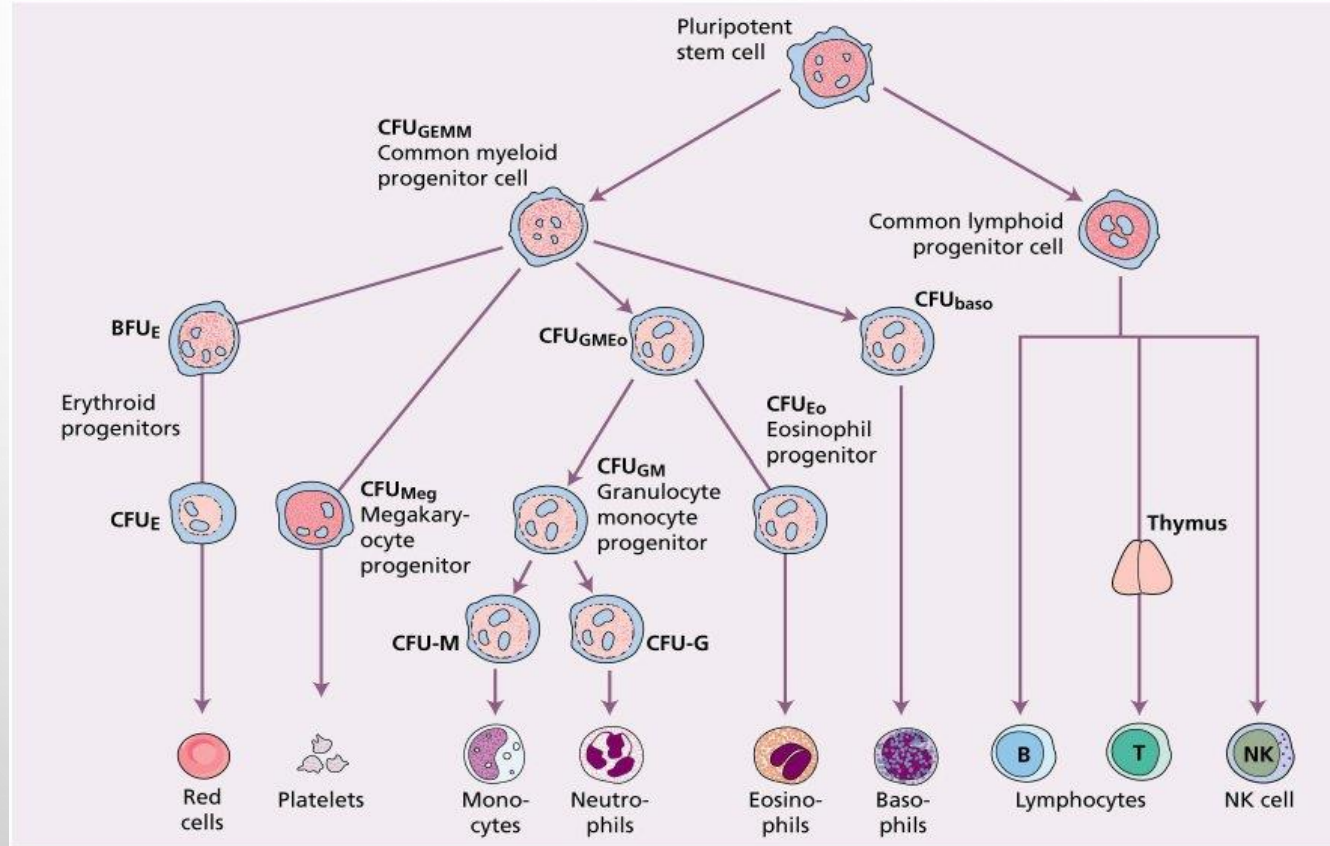 Pluripotent
stem cell
CFUGEMM
Common myeloid
progenitor cell
Common lymphoid
progenitor cell
BFUE
CFUGMEo
CFUbaso
Erythroid
progenitors
CFUEo
Eosinophil
progenitor
CFUE
CFUMeg
Megakary-
ocyte
progenitor
CFUGM
Granulocyte
monocyte
progenitor
Thymus
CFU-M
CFU-G
B
T
NK
Red
cells
Platelets
Mono-
cytes
Neutro-
phils
Eosino-
phils
Baso-
phils
Lymphocytes
NK cell